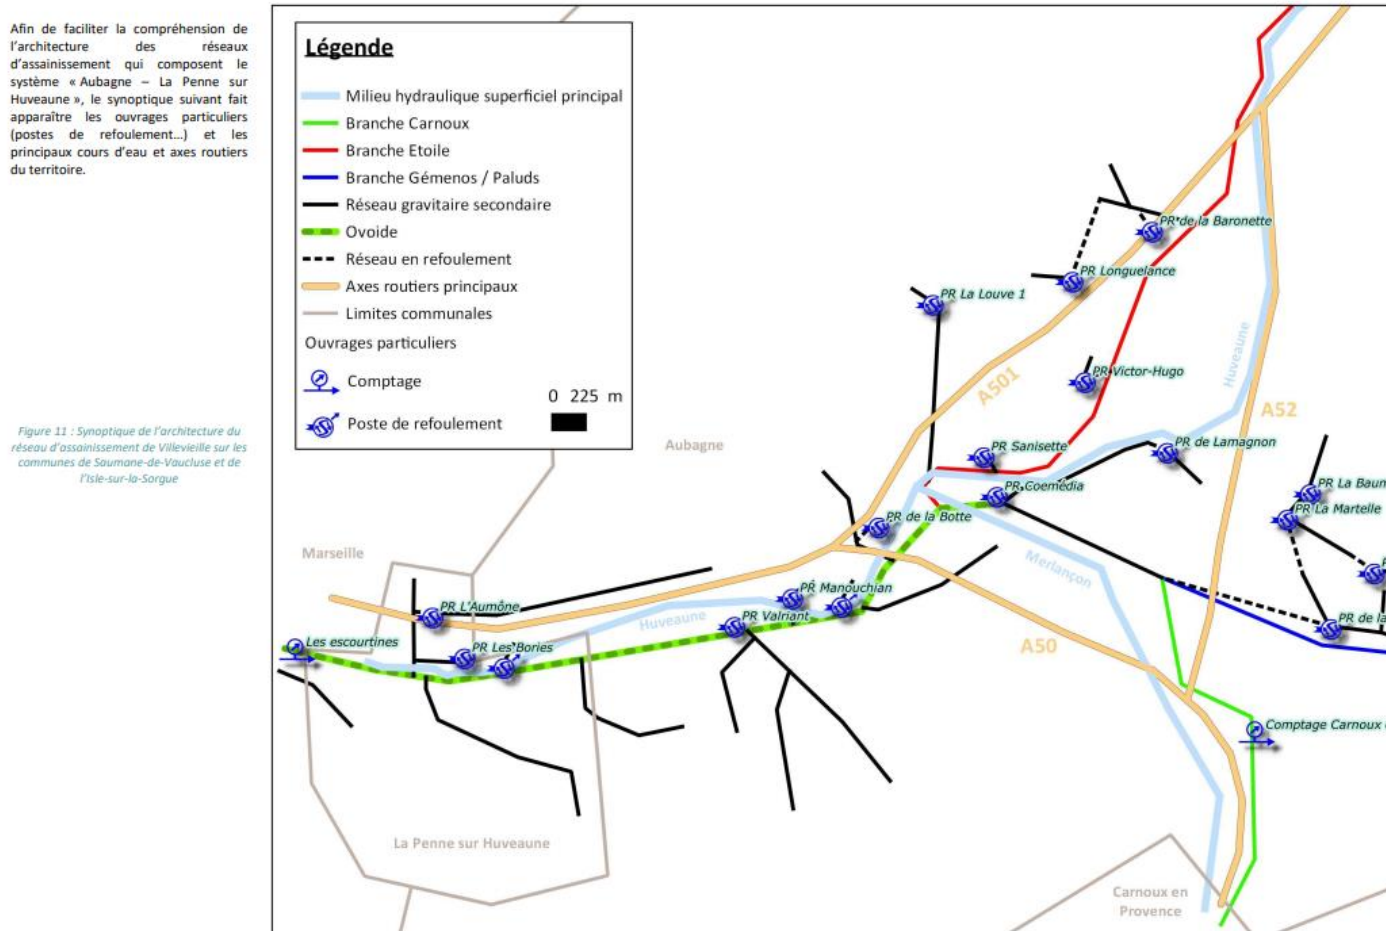 Afin de faciliter la compréhension de
l'architecture des réseaux
d'assainissement qui composent le
système « Aubagne – La Penne sur
Huveaune », le synoptique suivant fait
apparaître les ouvrages particuliers
(postes de refoulement...) et les
principaux cours d'eau et axes routiers
du territoire.
Figure 11 : Synoptique de l'architecture du
réseau d'assainissement de Villevieille sur les
communes de Saumane-de-Vaucluse et de
l'Isle-sur-la-Sorgue
Légende
Milieu hydraulique superficiel principal
Branche Carnoux
Branche Etoile
Branche Gémenos / Paluds
Réseau gravitaire secondaire
Ovoide
Réseau en refoulement
Axes routiers principaux
Limites communales
Ouvrages particuliers
Comptage
0 225 m
Poste de refoulement
PR de la Baronette
PR Longuelance
PR La Louve 1
Huveaune
PR Victor-Hugo
A501
A52
Aubagne
PR Sanisette
PR de Lamagnon
PR Coemédia
PR La Baun
PR La Martelle
PR de la Botte
Marseille
Merlançon
P
PR Manouchian
PR L'Aumône
Huveaune
PR Valriant
PR de la
Les escourtines
PR Les Bories
A50
Comptage Carnoux
La Penne sur Huveaune
Carnoux en
Provence